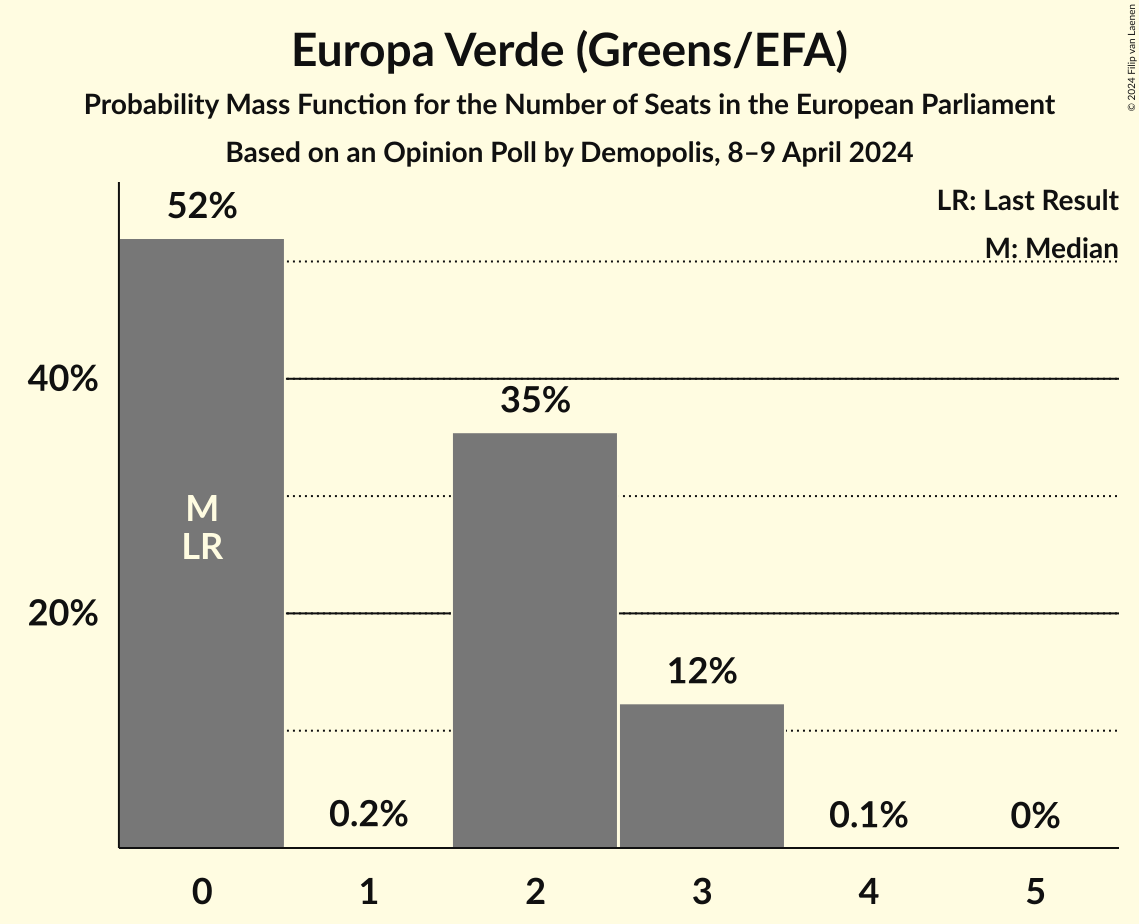 Europa Verde (Greens/EFA)
Probability Mass Function for the Number of Seats in the European Parliament
Based on an Opinion Poll by Demopolis, 8–9 April 2024
© 2024 Filip van Laenen
LR: Last Result
M: Median
52%
40%
35%
M
LR
20%
12%
0.2%
0.1%
0%
0 1 2 3 4 5